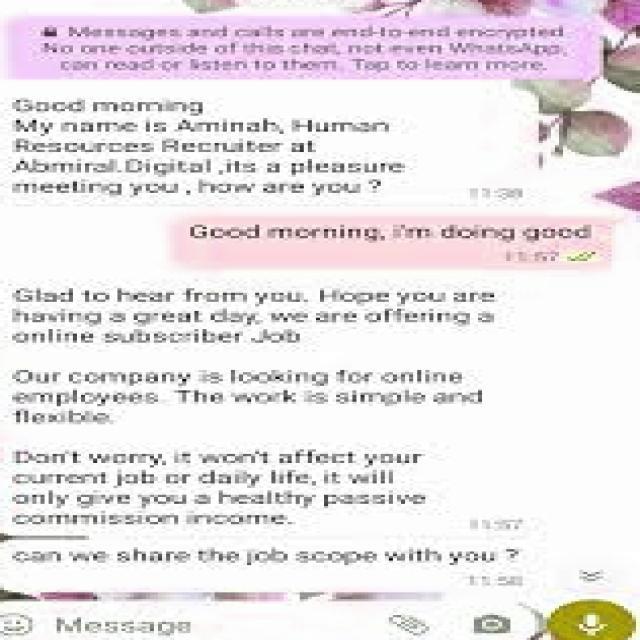 Messages and calls are end-to-end encrypted.
No one outside of this chat, not even WhatsApp,
can read or listen to them. Tap to learn more.
Good morning
My name is Aminah, Human
Resources Recruiter at
Abmiral.Digital ,its a pleasure
meeting you , how are you ?
11:39
Good morning, i'm doing good
11:57
Glad to hear from you. Hope you are
having a great day, we are offering a
online subscriber Job
Our company is looking for online
employees. The work is simple and
flexible.
Don't worry, it won't affect your
current job or daily life, it will
only give you a healthy passive
commission income.
11:57
can we share the job scope with you ?
11:58
Message